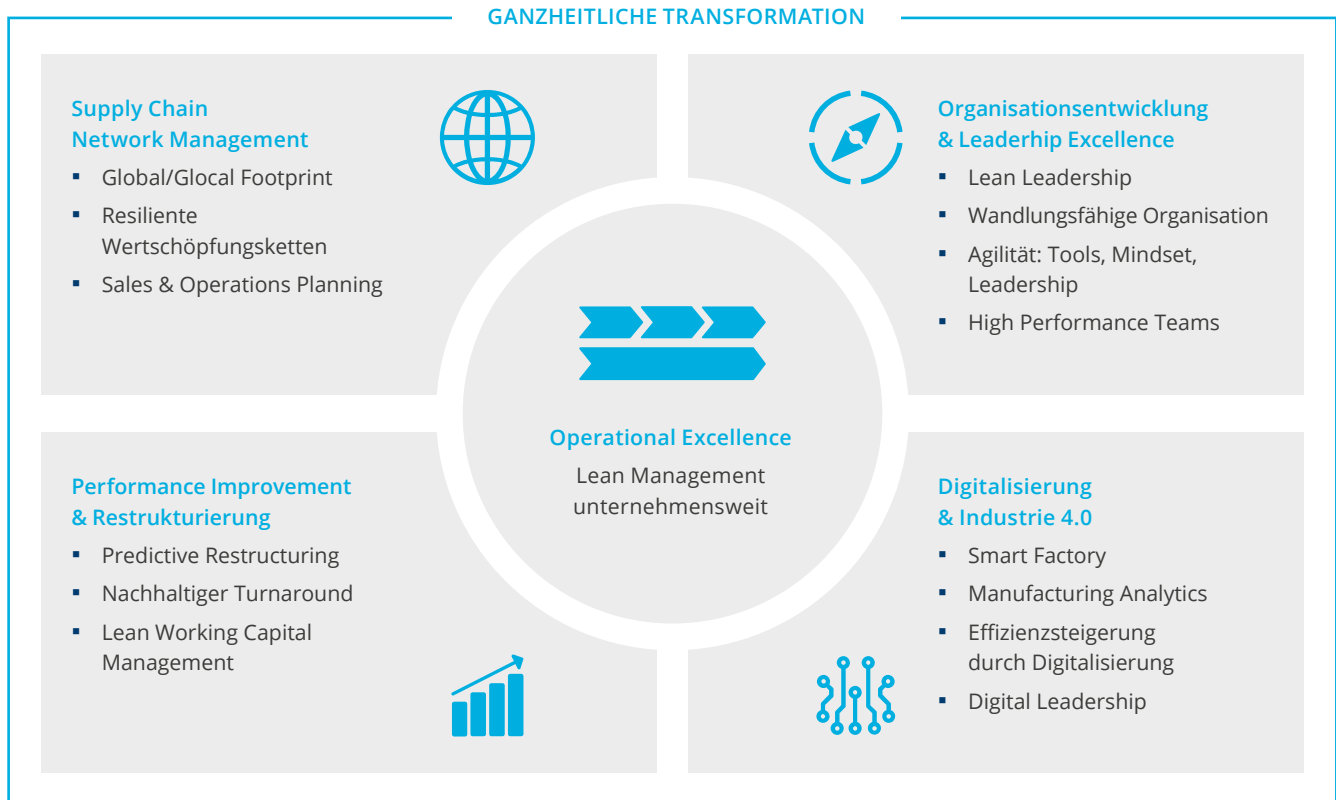 GANZHEITLICHE TRANSFORMATION
Supply Chain
Network Management
▪ Global/Glocal Footprint
▪ Resiliente
Wertschöpfungsketten
▪ Sales & Operations Planning
Organisationsentwicklung
& Leaderhip Excellence
▪ Lean Leadership
▪ Wandlungsfähige Organisation
▪ Agilität: Tools, Mindset,
Leadership
▪ High Performance Teams
Operational Excellence
Lean Management
unternehmensweit
Performance Improvement
& Restrukturierung
▪ Predictive Restructuring
▪ Nachhaltiger Turnaround
▪ Lean Working Capital
Management
Digitalisierung
& Industrie 4.0
▪ Smart Factory
▪ Manufacturing Analytics
▪ Effizienzsteigerung
durch Digitalisierung
▪ Digital Leadership